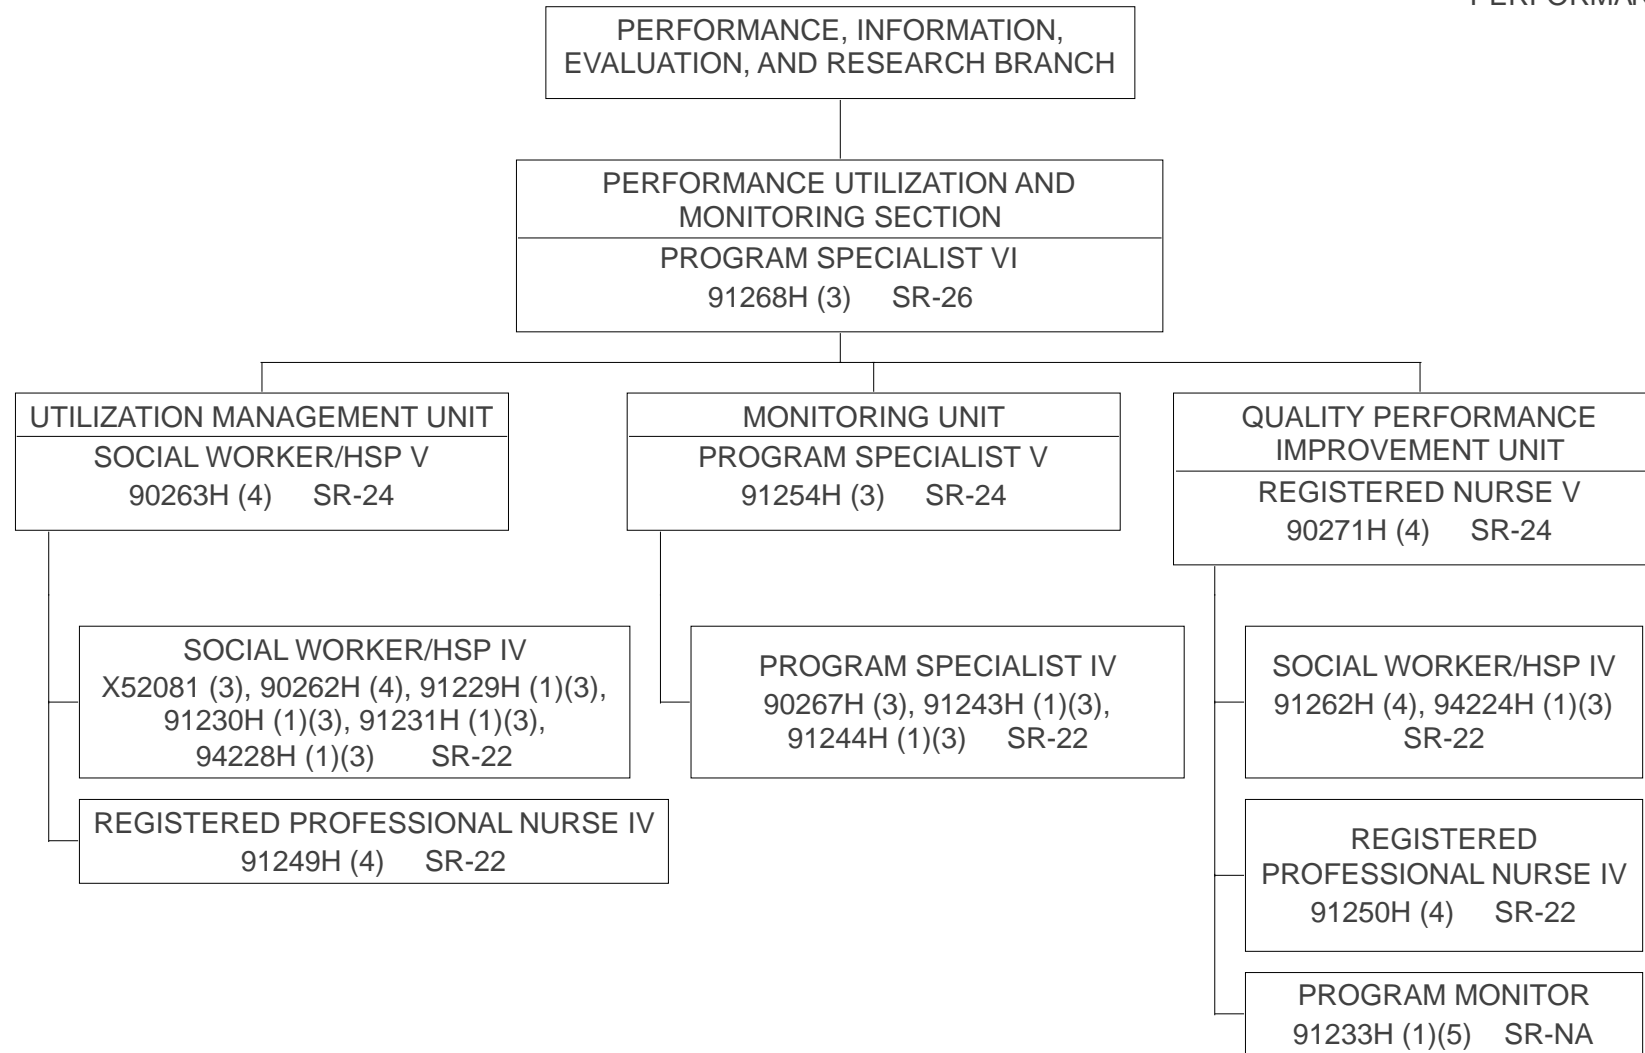 PERFORMANCE, INFORMATION,
EVALUATION, AND RESEARCH BRANCH
PERFORMANCE UTILIZATION AND
MONITORING SECTION
PROGRAM SPECIALIST VI
91268H (3) SR-26
UTILIZATION MANAGEMENT UNIT
SOCIAL WORKER/HSP V
90263H (4) SR-24
SOCIAL WORKER/HSP IV
X52081 (3), 90262H (4), 91229H (1)(3),
91230H (1)(3), 91231H (1)(3),
94228H (1)(3) SR-22
REGISTERED PROFESSIONAL NURSE IV
91249H (4) SR-22
MONITORING UNIT
PROGRAM SPECIALIST V
91254H (3) SR-24
PROGRAM SPECIALIST IV
90267H (3), 91243H (1)(3),
91244H (1)(3) SR-22
QUALITY PERFORMANCE
IMPROVEMENT UNIT
REGISTERED NURSE V
90271H (4) SR-24
SOCIAL WORKER/HSP IV
91262H (4), 94224H (1)(3)
SR-22
REGISTERED
PROFESSIONAL NURSE IV
91250H (4) SR-22
PROGRAM MONITOR
91233H (1)(5) SR-NA